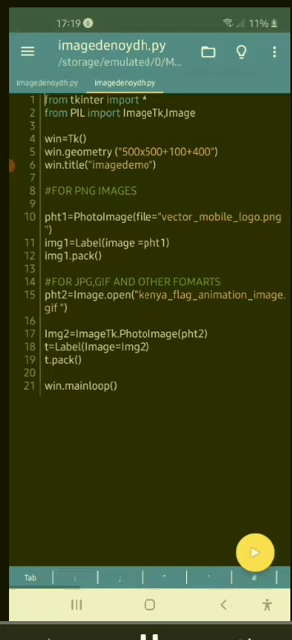 17:19 11%
imagedenoydh.py
/storage/emulated/0/M...
imagedenoydh.py imagedenoydh.py
1 from tkinter import *
2 from PIL import ImageTk,Image
3
4 win=Tk()
5 win.geometry ("500x500+100+400")
6 win.title("imagedemo")
7
8 #FOR PNG IMAGES
9
10 pht1=PhotoImage(file="vector_mobile_logo.png
")
11 img1=Label(image =pht1)
12 img1.pack()
13
14 #FOR JPG,GIF AND OTHER FOMARTS
15 pht2=Image.open("kenya_flag_animation_image.
gif ")
16
17 Img2=ImageTk.PhotoImage(pht2)
18 t=Label(Image=Img2)
19 t.pack()
20
21 win.mainloop()
Tab : ; " ' #